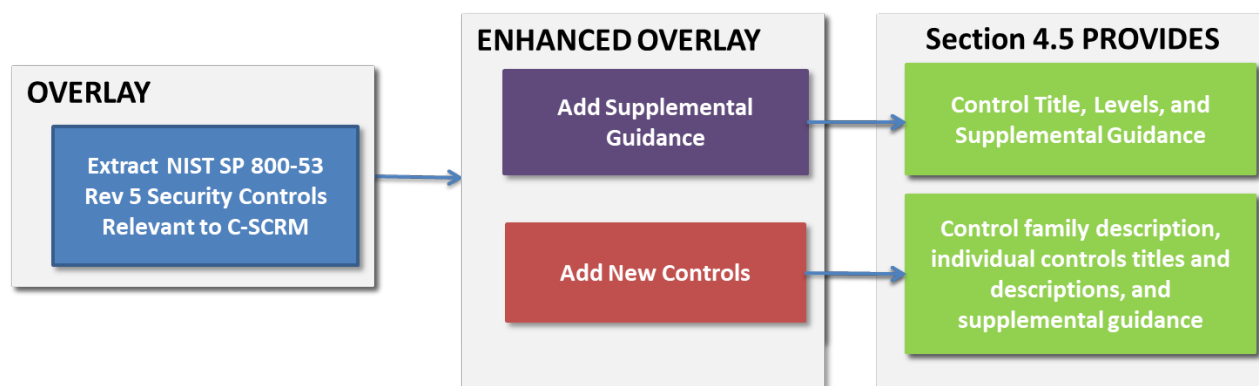 OVERLAY
Extract NIST SP 800-53
Rev 5 Security Controls
Relevant to C-SCRM
ENHANCED OVERLAY
Add Supplemental
Guidance
Add New Controls
Section 4.5 PROVIDES
Control Title, Levels, and
Supplemental Guidance
Control family description,
individual controls titles and
descriptions, and
supplemental guidance